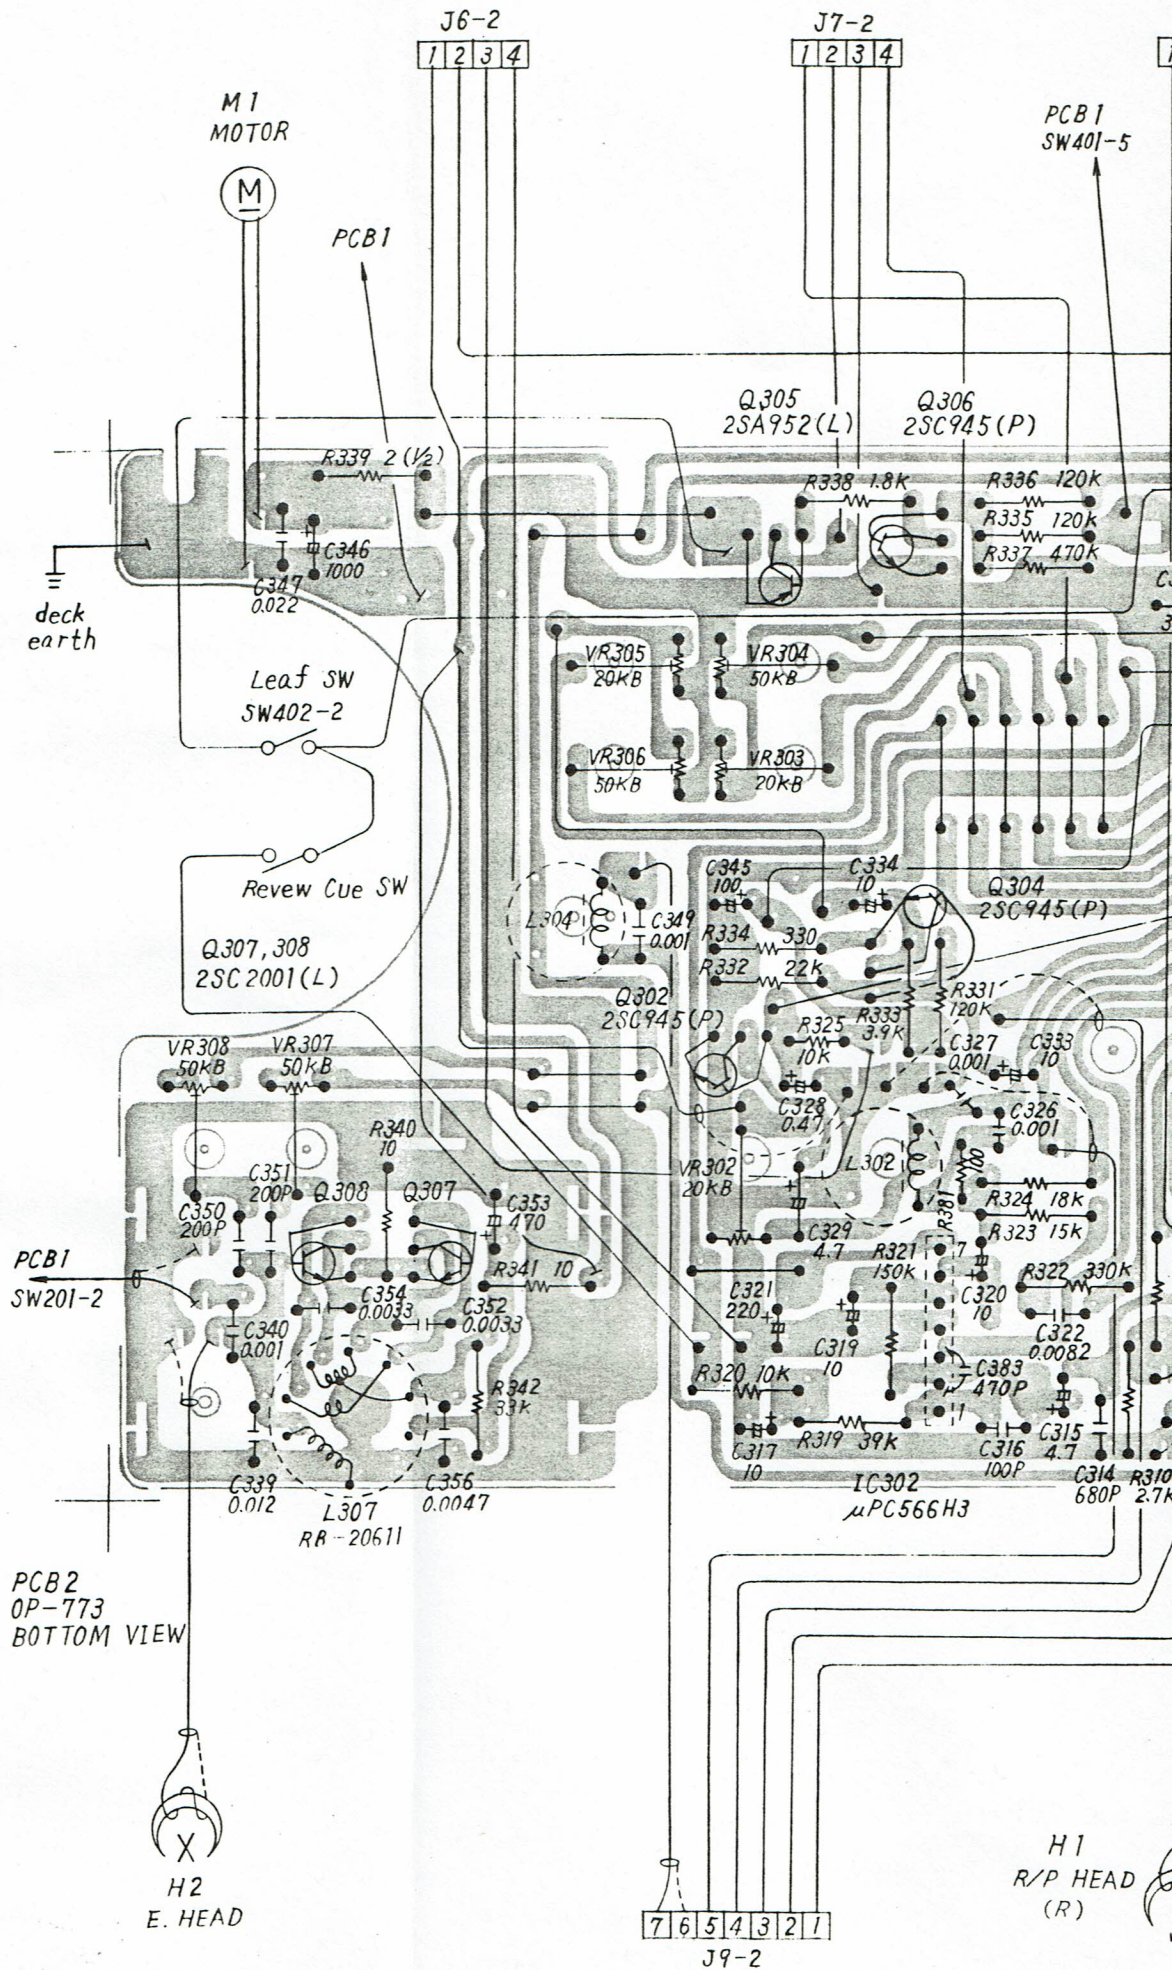 J6-2
1 2 3 4
J7-2
1 2 3 4
M1
MOTOR
M
PCB1
PCB1
SW401-5
Q305
2SA952(L)
Q306
2SC945(P)
R339 2 (1/2)
R338 1.8K
R336 120K
R335 120K
R337 470K
C346
1000
C347
0.022
deck
earth
VR305
20KB
VR304
50KB
Leaf SW
SW402-2
VR306
50KB
VR303
20KB
Revew Cue SW
C345
100
C334
10
Q304
2SC945(P)
L304
C349
0.001
R334 330
R332 22K
Q307,308
2SC2001(L)
Q302
2SC945(P)
R325
10K
R333
3.9K
R331
120K
C327
0.001
C333
10
VR308
50KB
VR307
50KB
C328
0.47
C326
0.001
R340
10
VR302
20KB
L302
R381
100
R324 18K
R323 15K
C351
200P
C350
200P
Q308
Q307
C353
470
C329
4.7
R321
150K
7
PCB1
SW201-2
R341 10
R322 330K
C354
0.0033
C352
0.0033
C321
220
C320
10
C340
0.001
C319
10
C322
0.0082
R342
33K
R320 10K
C383
470P
C317
10
R319 39K
C316
100P
C315
4.7
C314
680P
R310
2.7K
C339
0.012
L307
RB-20611
C356
0.0047
IC302
μPC566H3
PCB2
OP-773
BOTTOM VIEW
H2
E. HEAD
H1
R/P HEAD
(R)
7 6 5 4 3 2 1
J9-2